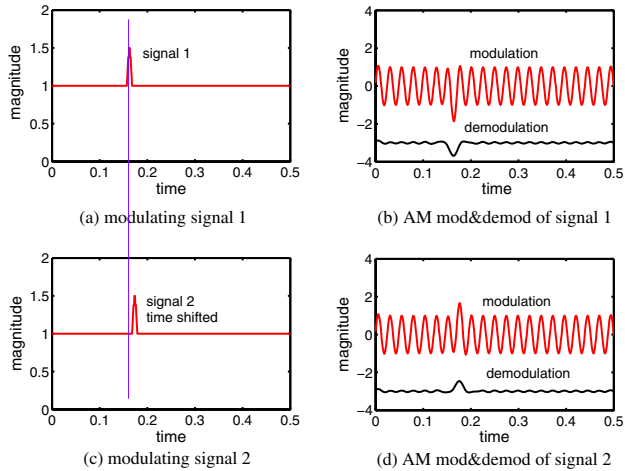 2
1.5
1
0.5
0
magnitude
signal 1
0 0.1 0.2 0.3 0.4 0.5
time
(a) modulating signal 1
4
2
0
−2
−4
magnitude
modulation
demodulation
0 0.1 0.2 0.3 0.4 0.5
time
(b) AM mod&demod of signal 1
2
1.5
1
0.5
0
magnitude
signal 2
time shifted
0 0.1 0.2 0.3 0.4 0.5
time
(c) modulating signal 2
4
2
0
−2
−4
magnitude
modulation
demodulation
0 0.1 0.2 0.3 0.4 0.5
time
(d) AM mod&demod of signal 2